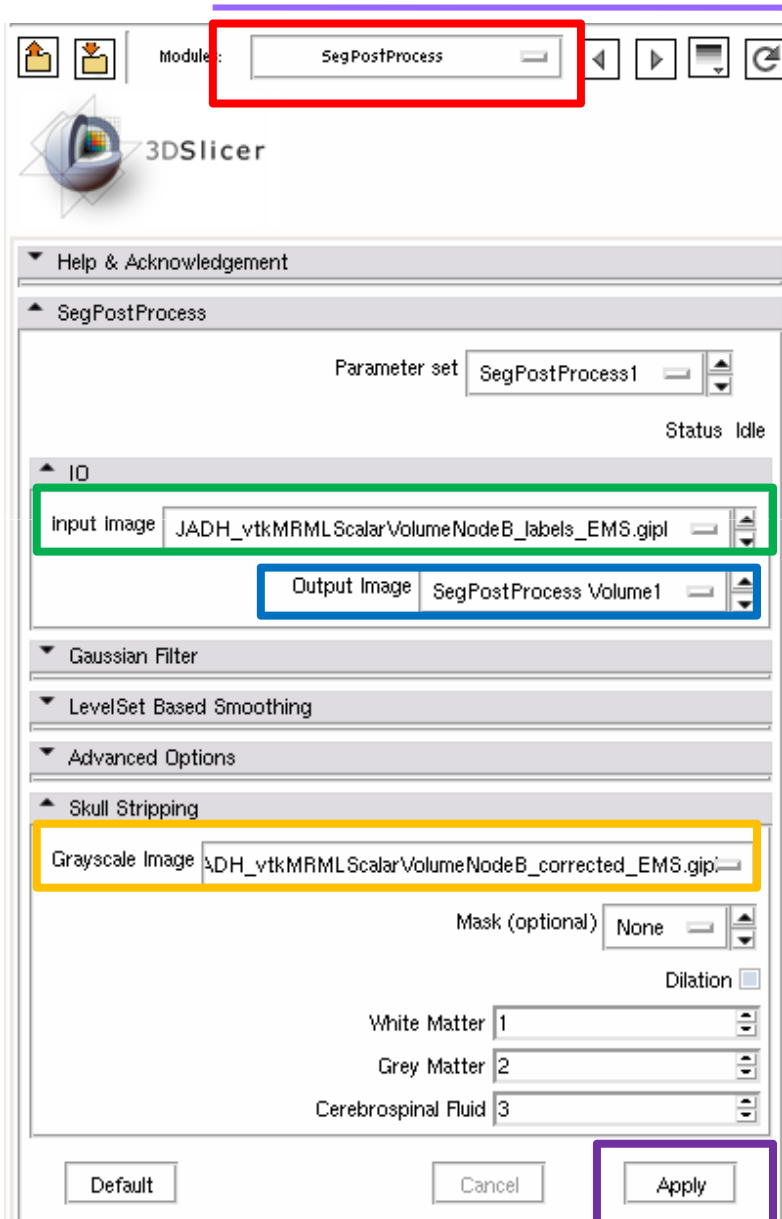 Modules: SegPostProcess
3DSlicer
Help & Acknowledgement
SegPostProcess
Parameter set SegPostProcess1
Status Idle
IO
Input Image JADH_vtkMRMLScalarVolumeNodeB_labels_EMS.gipl
Output Image SegPostProcess Volume1
Gaussian Filter
LevelSet Based Smoothing
Advanced Options
Skull Stripping
Grayscale Image ADH_vtkMRMLScalarVolumeNodeB_corrected_EMS.gipl
Mask (optional) None
Dilation
White Matter 1
Grey Matter 2
Cerebrospinal Fluid 3
Default Cancel Apply